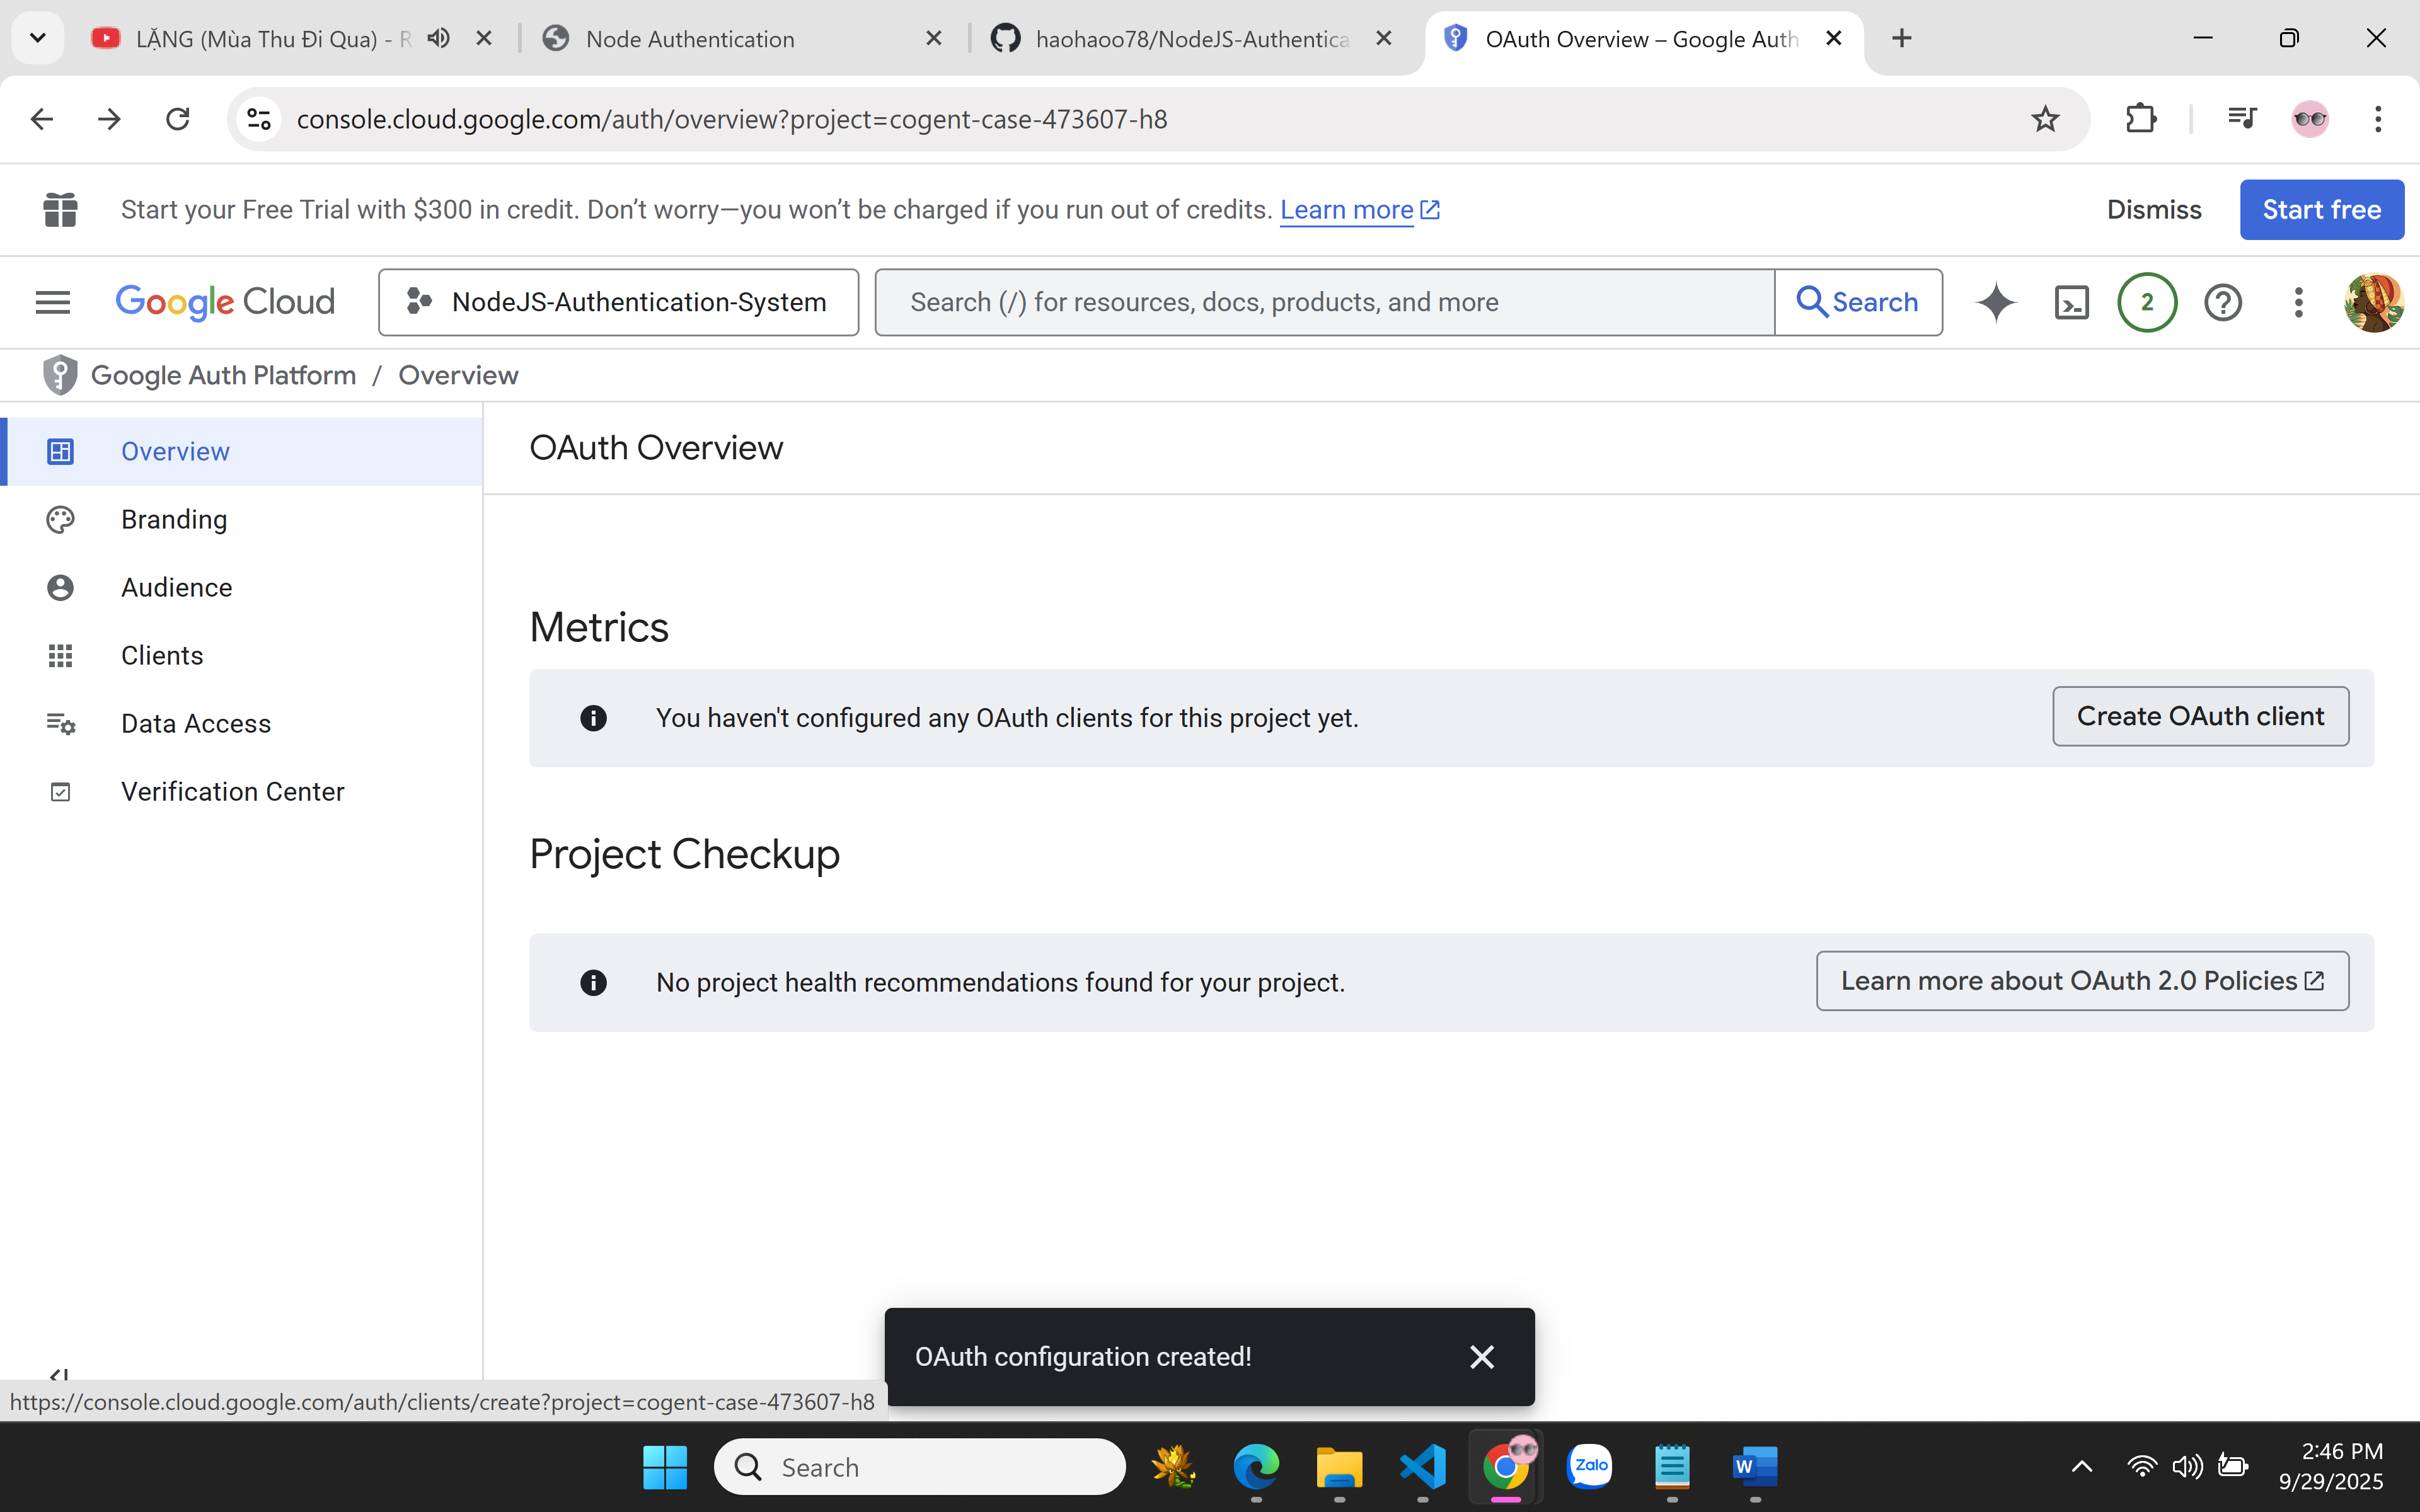 LẶNG (Mùa Thu Đi Qua) - R
Node Authentication
haohaoo78/NodeJS-Authentica
OAuth Overview – Google Auth
console.cloud.google.com/auth/overview?project=cogent-case-473607-h8
Start your Free Trial with $300 in credit. Don't worry—you won't be charged if you run out of credits. Learn more
Dismiss
Start free
Google Cloud
NodeJS-Authentication-System
Search (/) for resources, docs, products, and more
Search
2
Google Auth Platform / Overview
Overview
Branding
Audience
Clients
Data Access
Verification Center
OAuth Overview
Metrics
You haven't configured any OAuth clients for this project yet.
Create OAuth client
Project Checkup
No project health recommendations found for your project.
Learn more about OAuth 2.0 Policies
OAuth configuration created!
https://console.cloud.google.com/auth/clients/create?project=cogent-case-473607-h8
Search
Zalo
W
2:46 PM
9/29/2025